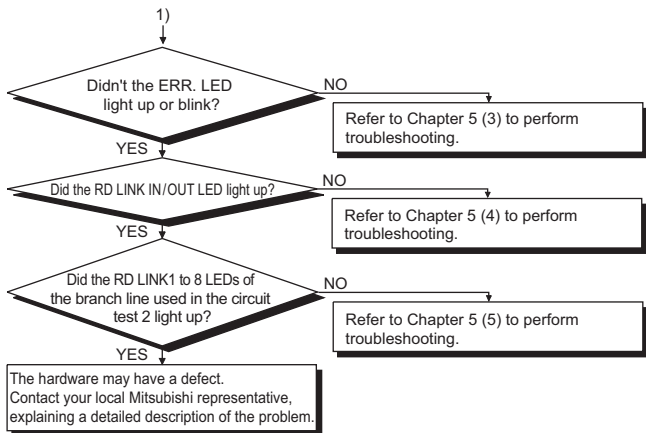 1)
Didn't the ERR. LED
light up or blink?
NO
Refer to Chapter 5 (3) to perform
troubleshooting.
YES
Did the RD LINK IN/OUT LED light up?
NO
Refer to Chapter 5 (4) to perform
troubleshooting.
YES
Did the RD LINK1 to 8 LEDs of
the branch line used in the circuit
test 2 light up?
NO
Refer to Chapter 5 (5) to perform
troubleshooting.
YES
The hardware may have a defect.
Contact your local Mitsubishi representative,
explaining a detailed description of the problem.